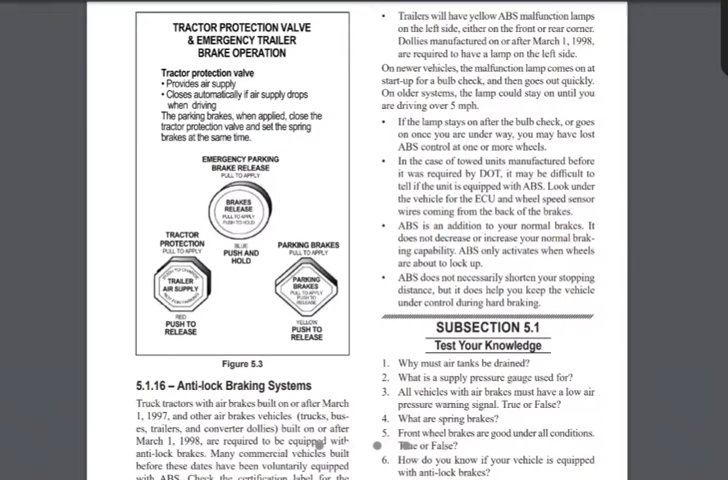 TRACTOR PROTECTION VALVE
& EMERGENCY TRAILER
BRAKE OPERATION
Tractor protection valve
• Provides air supply
• Closes automatically if air supply drops
when driving
The parking brakes, when applied, close the
tractor protection valve and set the spring
brakes at the same time.
EMERGENCY PARKING
BRAKE RELEASE
PULL TO APPLY
BRAKES
RELEASE
PULL TO APPLY
PUSH TO HOLD
BLUE
PUSH AND
HOLD
TRACTOR
PROTECTION
PULL TO APPLY
TRAILER
AIR SUPPLY
RED
PUSH TO
RELEASE
PARKING BRAKES
PULL TO APPLY
PARKING
BRAKES
PULL TO APPLY
PUSH TO
RELEASE
YELLOW
PUSH TO
RELEASE
Figure 5.3
5.1.16 – Anti-lock Braking Systems
Truck tractors with air brakes built on or after March
1, 1997, and other air brakes vehicles (trucks, bus-
es, trailers, and converter dollies) built on or after
March 1, 1998, are required to be equipped with
anti-lock brakes. Many commercial vehicles built
before these dates have been voluntarily equipped
with ABS. Check the certification label for the
• Trailers will have yellow ABS malfunction lamps
on the left side, either on the front or rear corner.
Dollies manufactured on or after March 1, 1998,
are required to have a lamp on the left side.
On newer vehicles, the malfunction lamp comes on at
start-up for a bulb check, and then goes out quickly.
On older systems, the lamp could stay on until you
are driving over 5 mph.
• If the lamp stays on after the bulb check, or goes
on once you are under way, you may have lost
ABS control at one or more wheels.
• In the case of towed units manufactured before
it was required by DOT, it may be difficult to
tell if the unit is equipped with ABS. Look under
the vehicle for the ECU and wheel speed sensor
wires coming from the back of the brakes.
• ABS is an addition to your normal brakes. It
does not decrease or increase your normal brak-
ing capability. ABS only activates when wheels
are about to lock up.
• ABS does not necessarily shorten your stopping
distance, but it does help you keep the vehicle
under control during hard braking.
SUBSECTION 5.1
Test Your Knowledge
1. Why must air tanks be drained?
2. What is a supply pressure gauge used for?
3. All vehicles with air brakes must have a low air
pressure warning signal. True or False?
4. What are spring brakes?
5. Front wheel brakes are good under all conditions.
True or False?
6. How do you know if your vehicle is equipped
with anti-lock brakes?